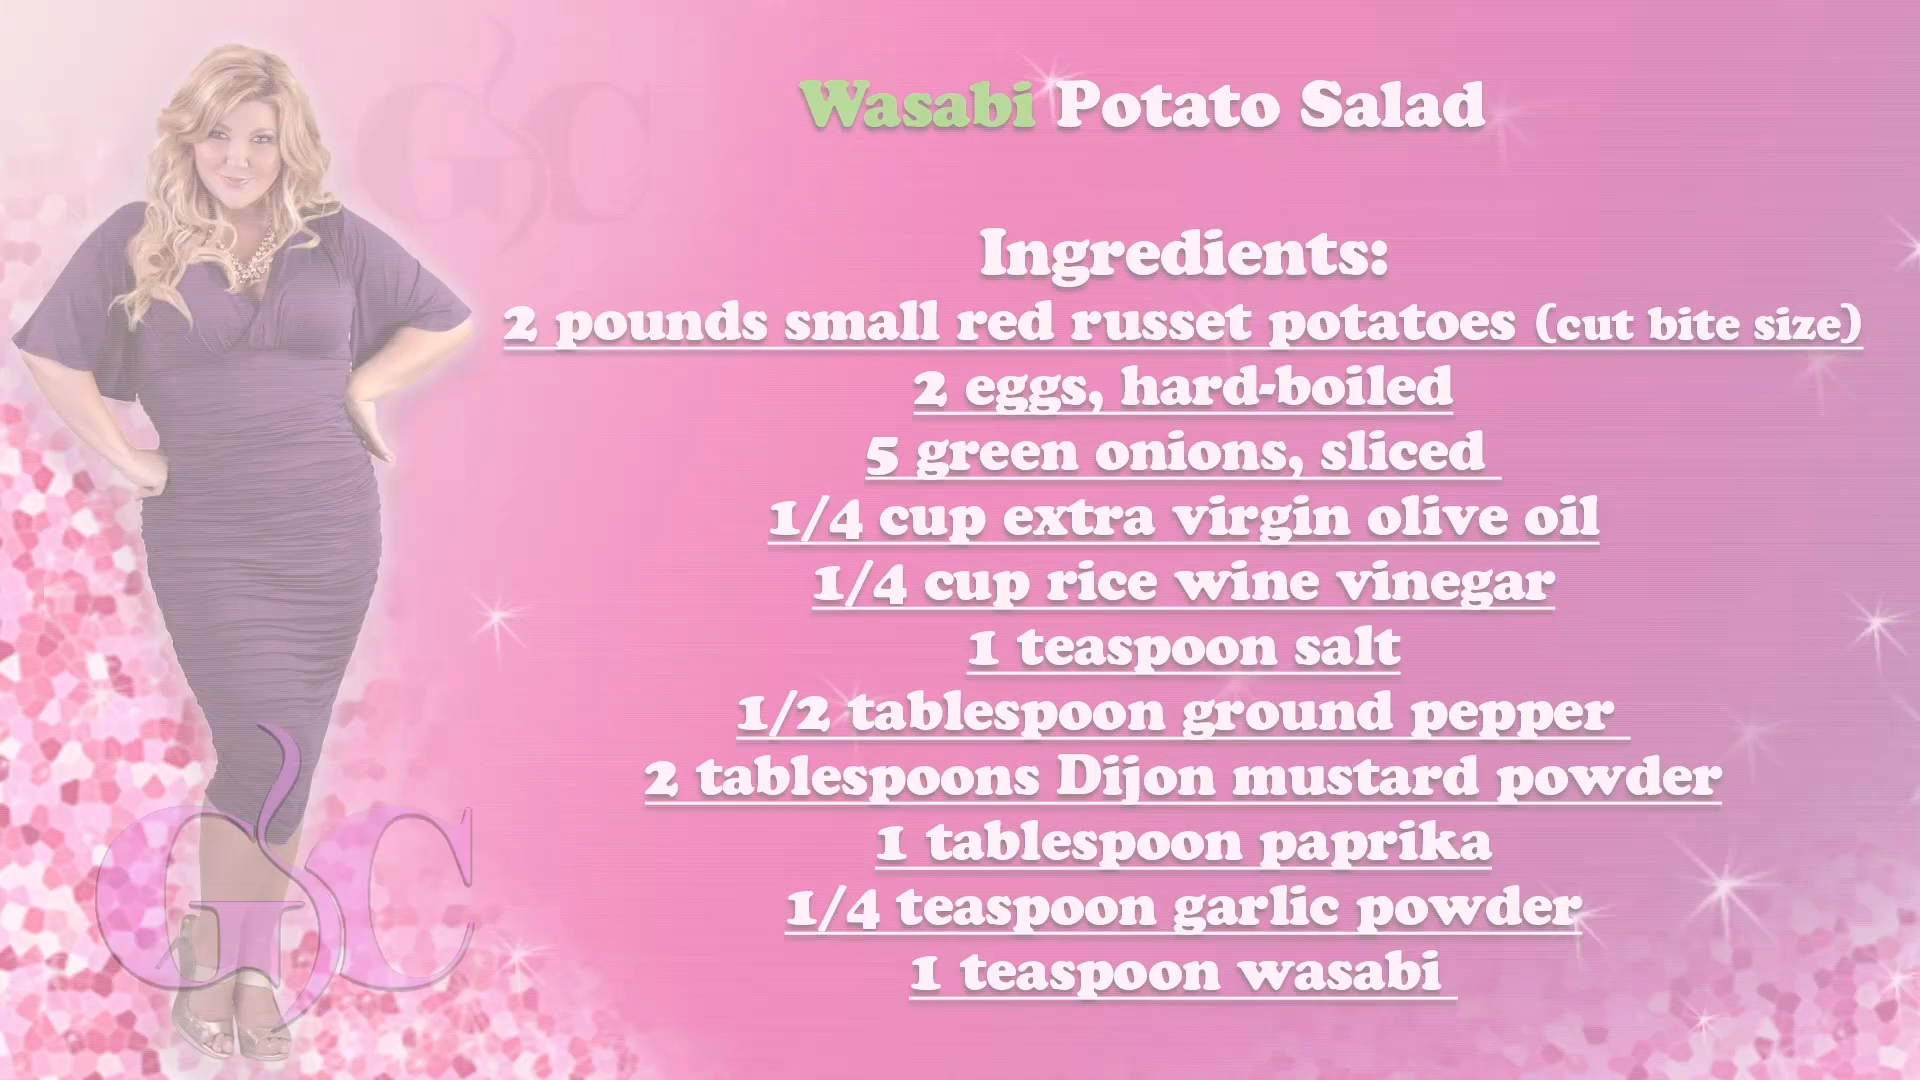 Wasabi Potato Salad
Ingredients:
2 pounds small red russet potatoes (cut bite size)
2 eggs, hard-boiled
5 green onions, sliced
1/4 cup extra virgin olive oil
1/4 cup rice wine vinegar
1 teaspoon salt
1/2 tablespoon ground pepper
2 tablespoons Dijon mustard powder
1 tablespoon paprika
1/4 teaspoon garlic powder
1 teaspoon wasabi
GSC
GSC